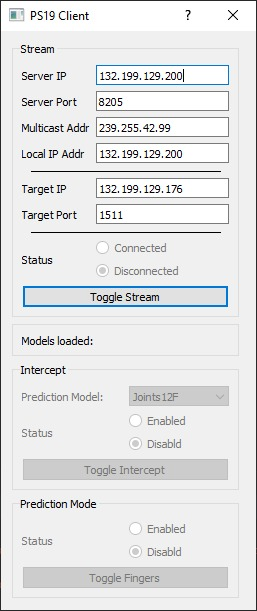 PS19 Client
Stream
Server IP 132.199.129.200
Server Port 8205
Multicast Addr 239.255.42.99
Local IP Addr 132.199.129.200
Target IP 132.199.129.176
Target Port 1511
Connected
Status
Disconnected
Toggle Stream
Models loaded:
Intercept
Prediction Model: Joints12F
Enabled
Status
Disabld
Toggle Intercept
Prediction Mode
Enabled
Status
Disabld
Toggle Fingers